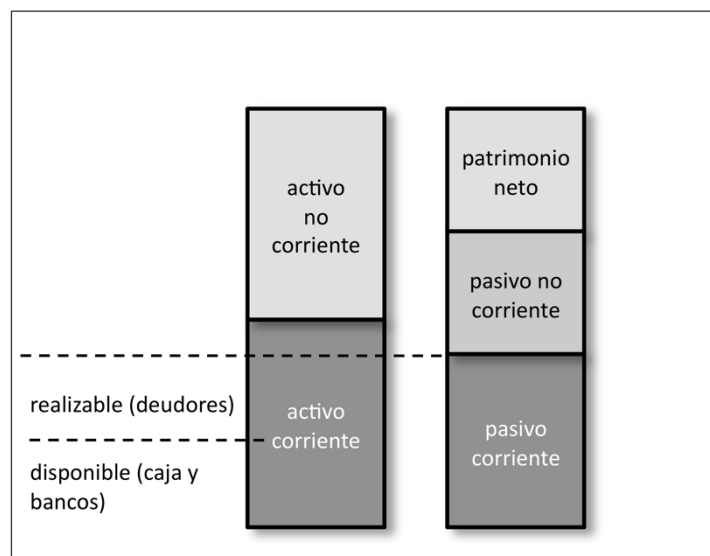 activo
no
corriente
patrimonio
neto
pasivo no
corriente
realizable (deudores)
activo
corriente
disponible (caja y
bancos)
pasivo
corriente